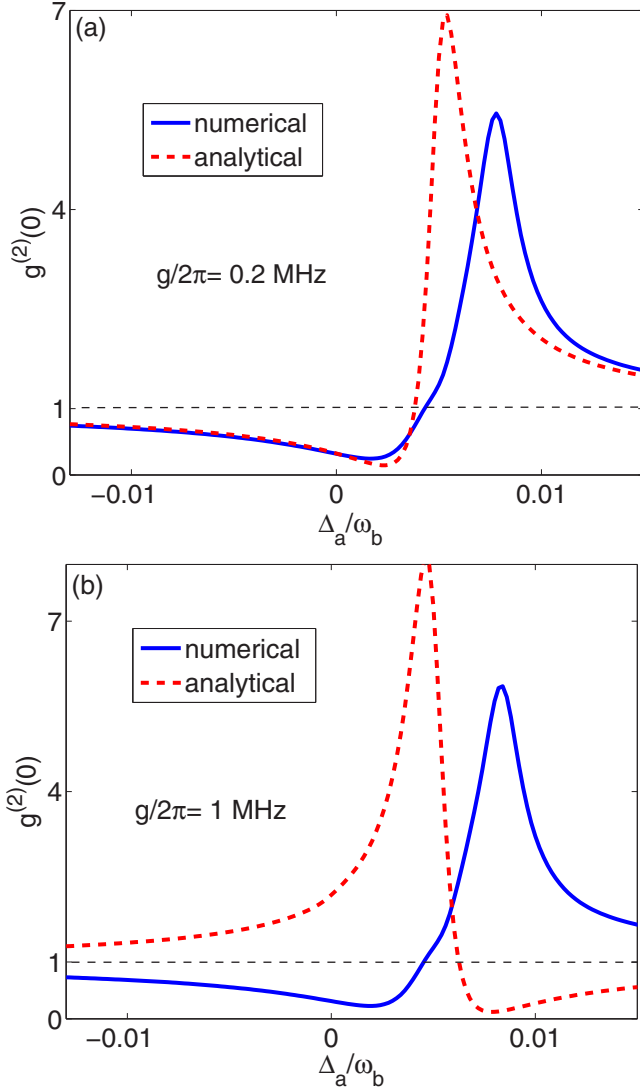 (a)
7
4
1
0
g(2)(0)
numerical
analytical
g/2π= 0.2 MHz
−0.01
0
0.01
Δa/ωb
(b)
7
4
1
0
g(2)(0)
numerical
analytical
g/2π= 1 MHz
−0.01
0
0.01
Δa/ωb